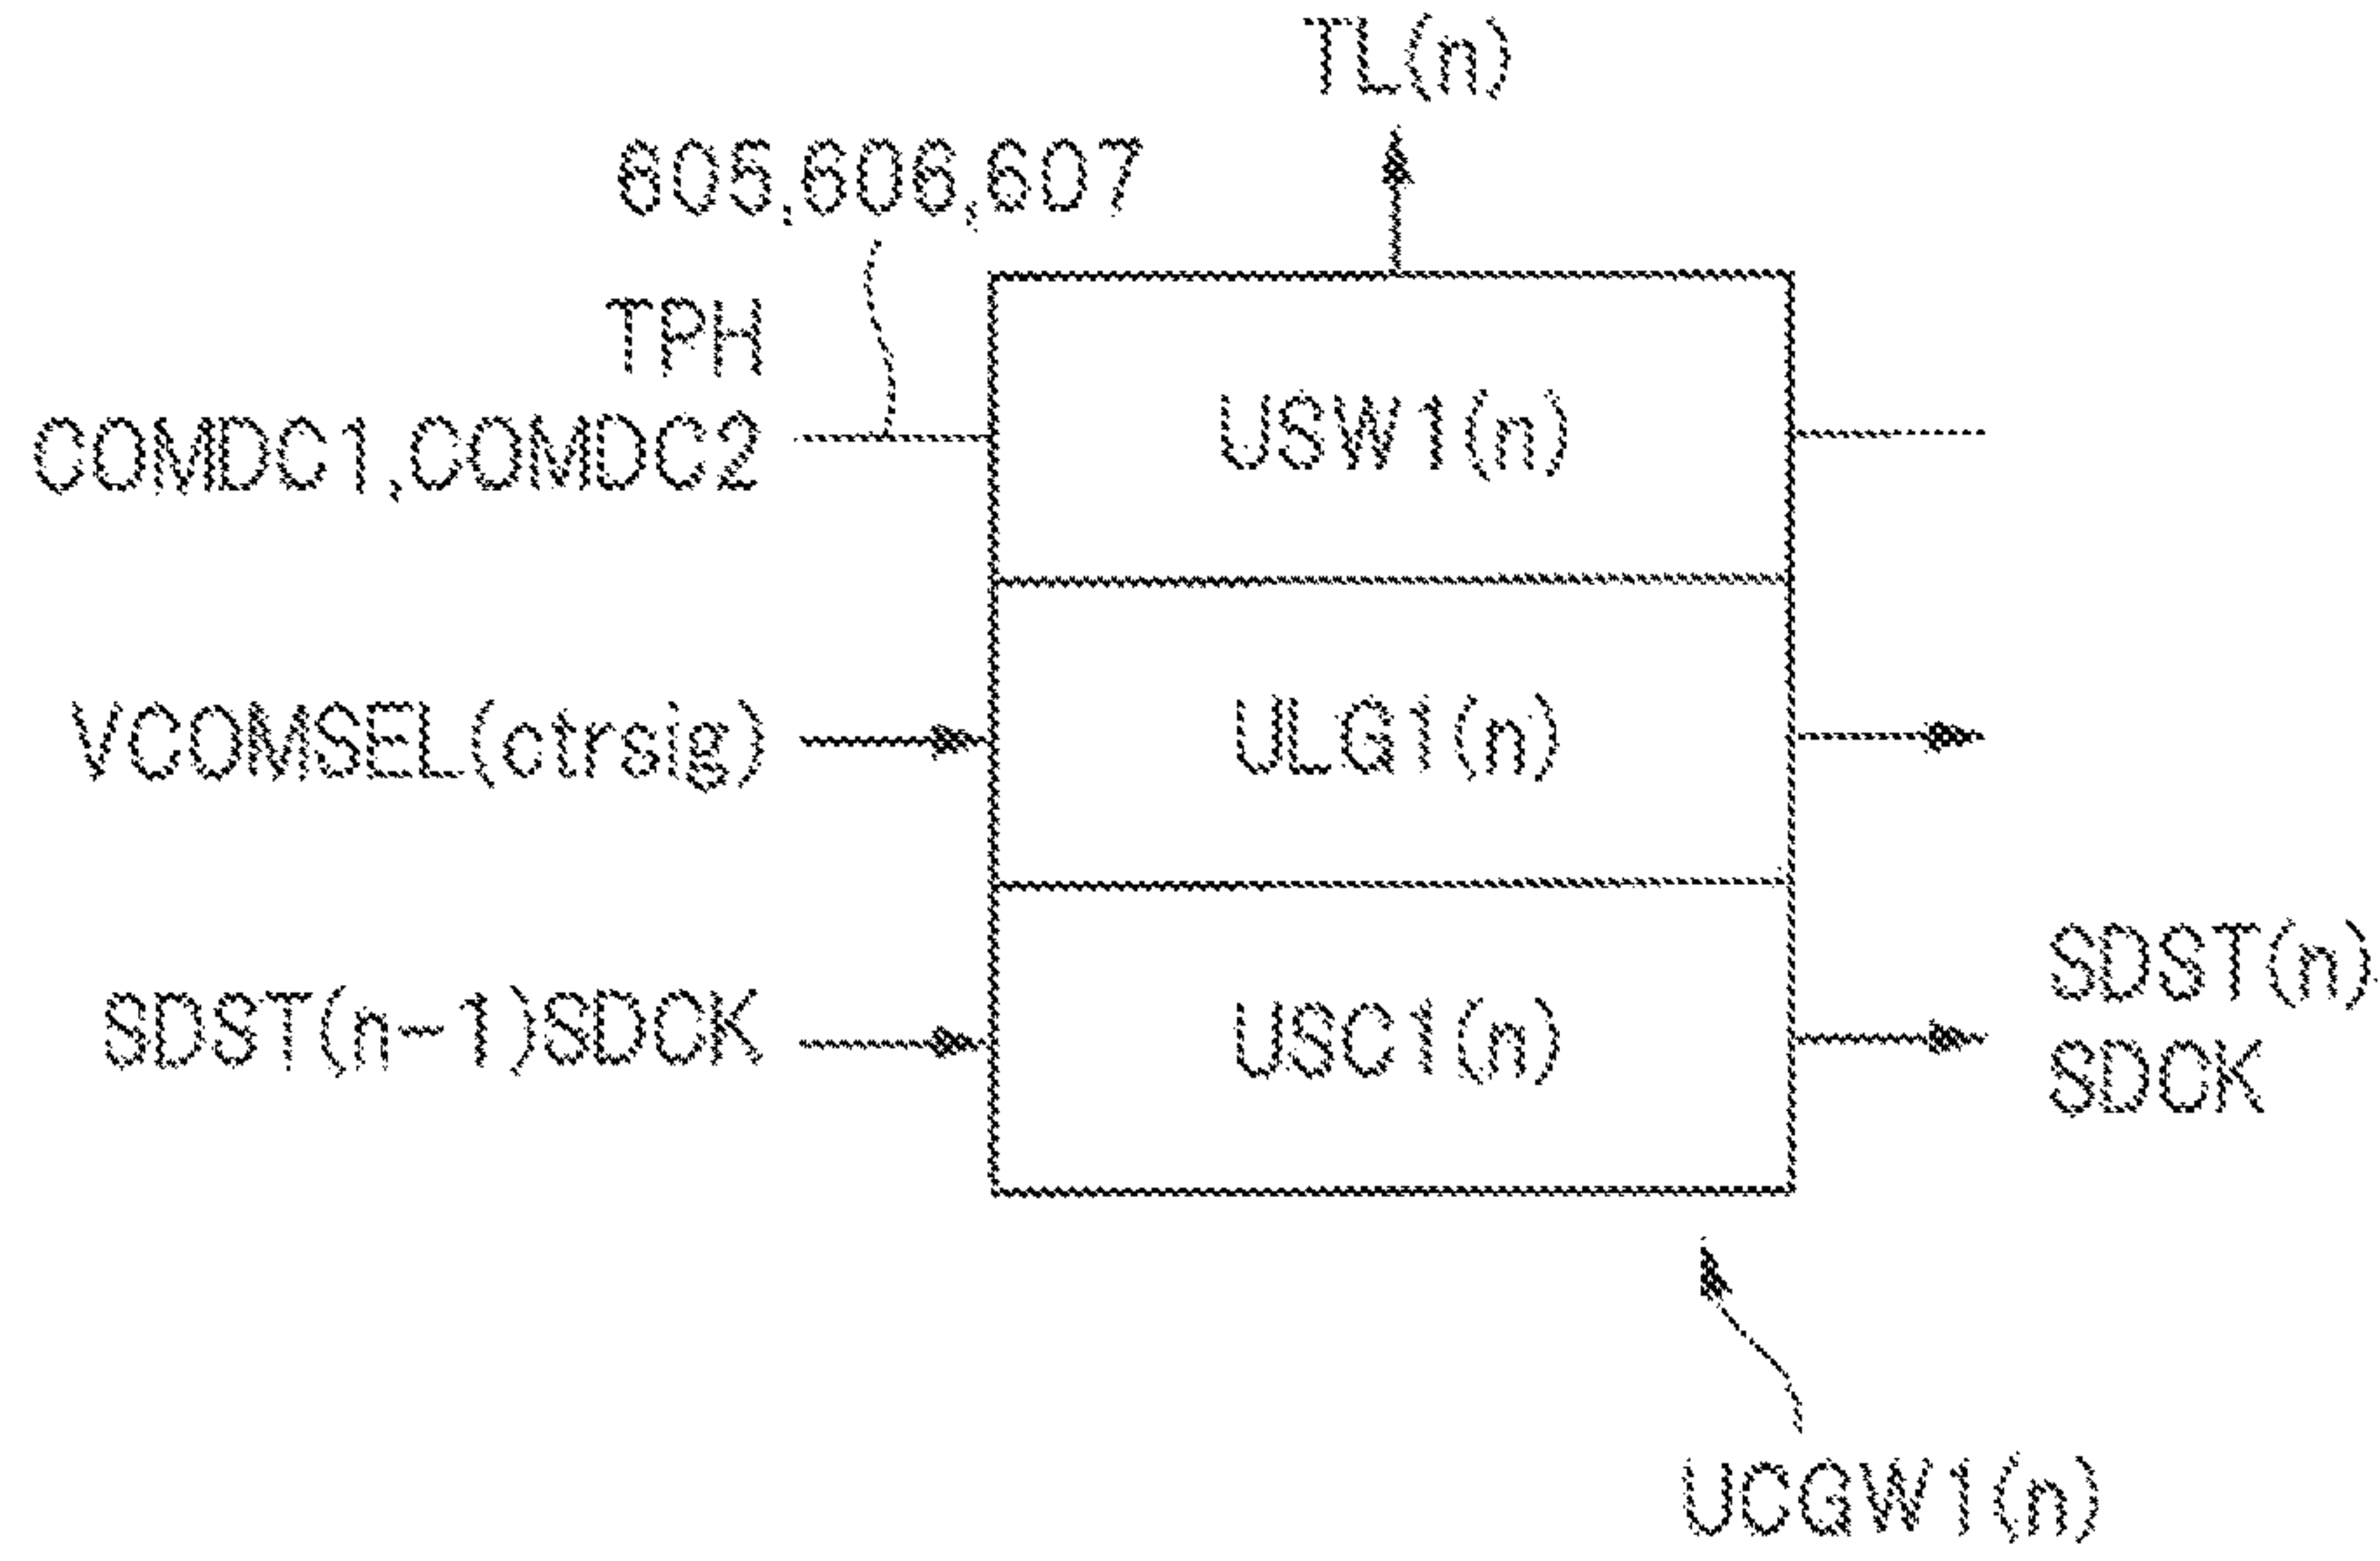 TL(n)
605,606,607
TPH
COMDC1,COMDC2
USW1(n)
VCOMSEL(ctrsig)
ULG1(n)
SDST(n-1)SDCK
USC1(n)
SDST(n)
SDCK
UCGW1(n)